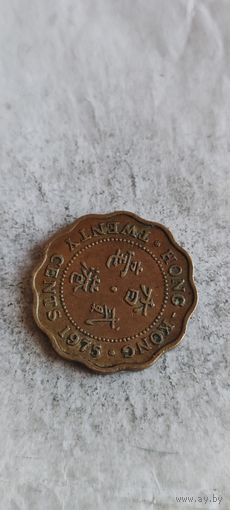 HONG · KONG
TWENTY CENTS
1975
香港
貳毫
www.ay.by